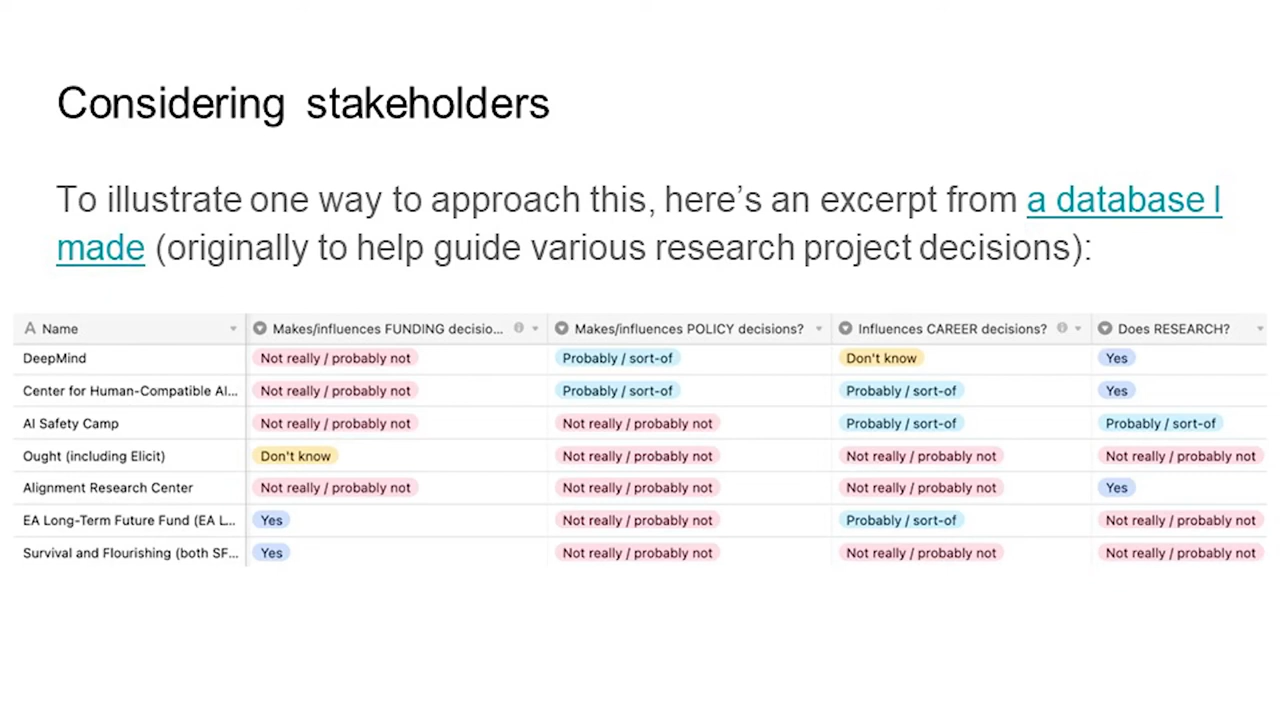 Considering stakeholders
To illustrate one way to approach this, here's an excerpt from a database I
made (originally to help guide various research project decisions):
Name Makes/influences FUNDING decisio... Makes/influences POLICY decisions? Influences CAREER decisions? Does RESEARCH?
DeepMind Not really / probably not Probably / sort-of Don't know Yes
Center for Human-Compatible AI... Not really / probably not Probably / sort-of Probably / sort-of Yes
AI Safety Camp Not really / probably not Not really / probably not Probably / sort-of Probably / sort-of
Ought (including Elicit) Don't know Not really / probably not Not really / probably not Not really / probably not
Alignment Research Center Not really / probably not Not really / probably not Not really / probably not Yes
EA Long-Term Future Fund (EA L... Yes Not really / probably not Probably / sort-of Not really / probably not
Survival and Flourishing (both SF... Yes Not really / probably not Not really / probably not Not really / probably not